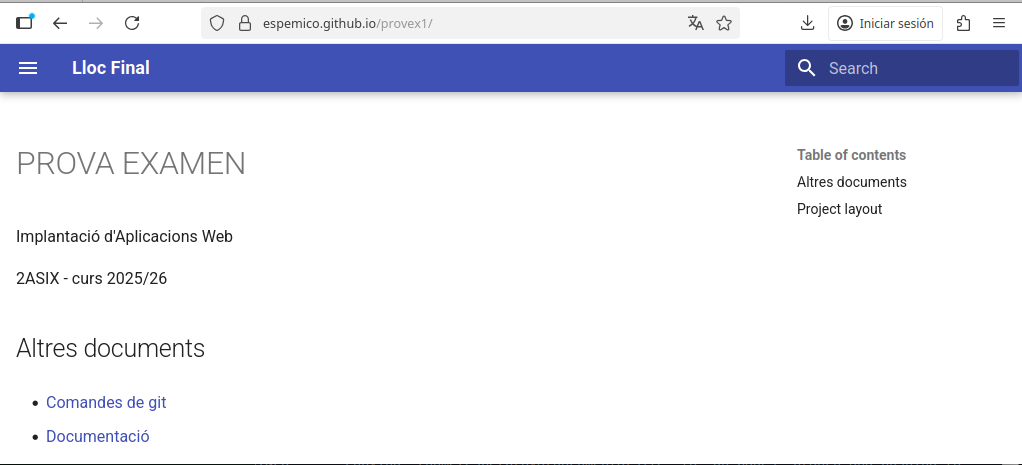 espemico.github.io/provex1/
Iniciar sesión
Lloc Final
Search
PROVA EXAMEN
Implantació d'Aplicacions Web
2ASIX - curs 2025/26
Altres documents
Comandes de git
Documentació
Table of contents
Altres documents
Project layout